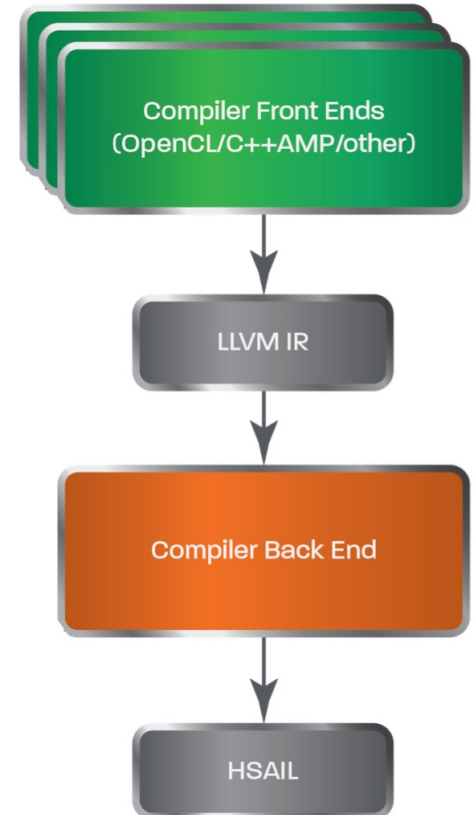 Compiler Front Ends
(OpenCL/C++AMP/other)
LLVM IR
Compiler Back End
HSAIL